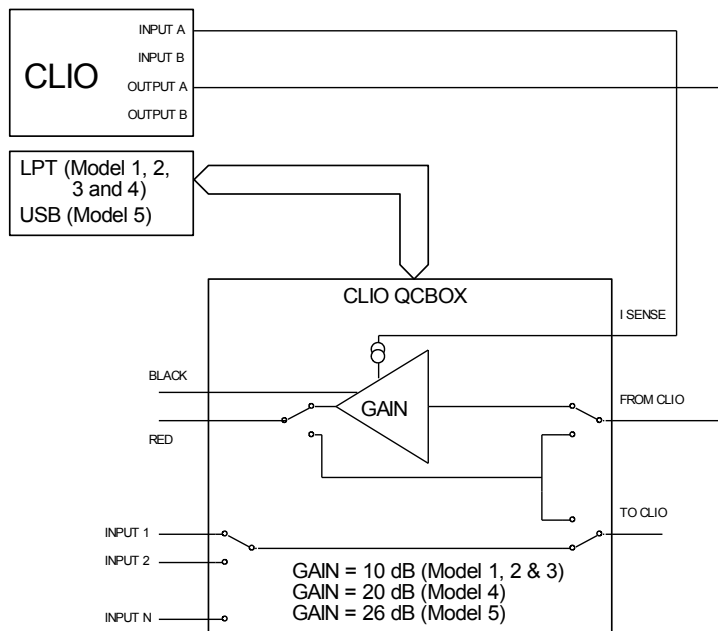 INPUT A
INPUT B
CLIO
OUTPUT A
OUTPUT B
LPT (Model 1, 2,
3 and 4)
USB (Model 5)
CLIO QCBOX
I SENSE
BLACK
GAIN
FROM CLIO
RED
TO CLIO
INPUT 1
INPUT 2
INPUT N
GAIN = 10 dB (Model 1, 2 & 3)
GAIN = 20 dB (Model 4)
GAIN = 26 dB (Model 5)